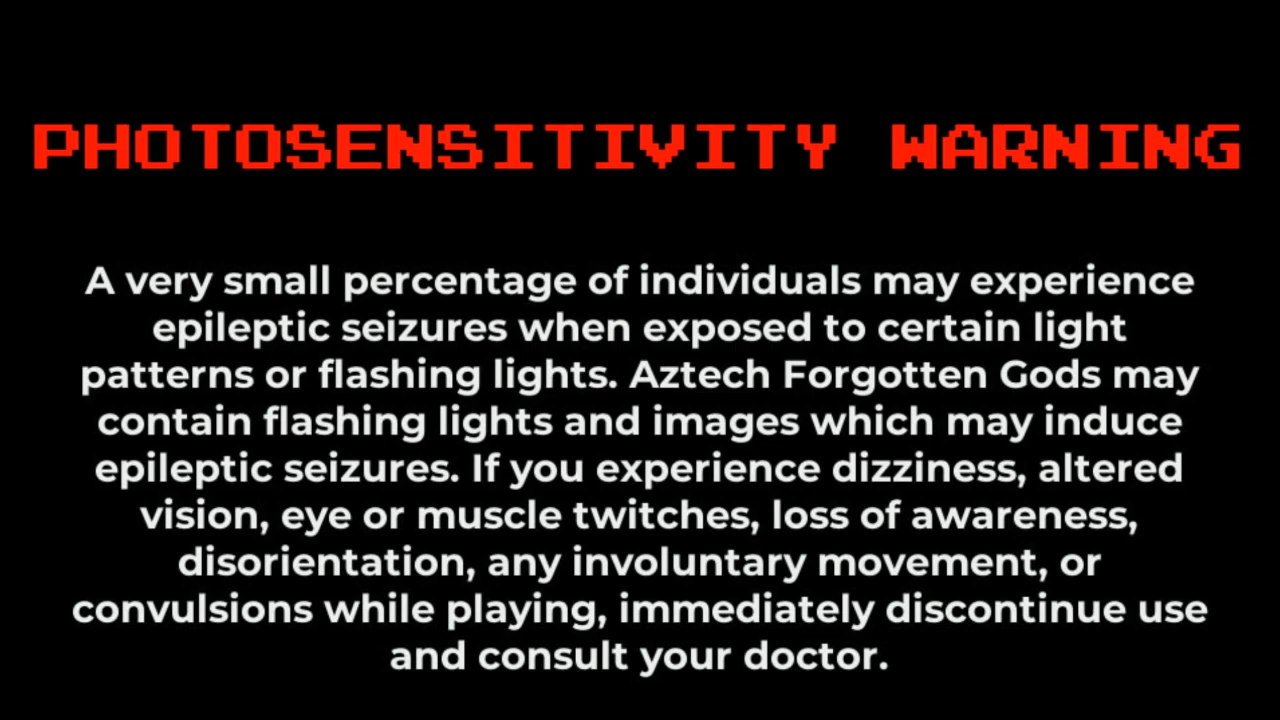 PHOTOSENSITIVITY WARNING
A very small percentage of individuals may experience
epileptic seizures when exposed to certain light
patterns or flashing lights. Aztech Forgotten Gods may
contain flashing lights and images which may induce
epileptic seizures. If you experience dizziness, altered
vision, eye or muscle twitches, loss of awareness,
disorientation, any involuntary movement, or
convulsions while playing, immediately discontinue use
and consult your doctor.